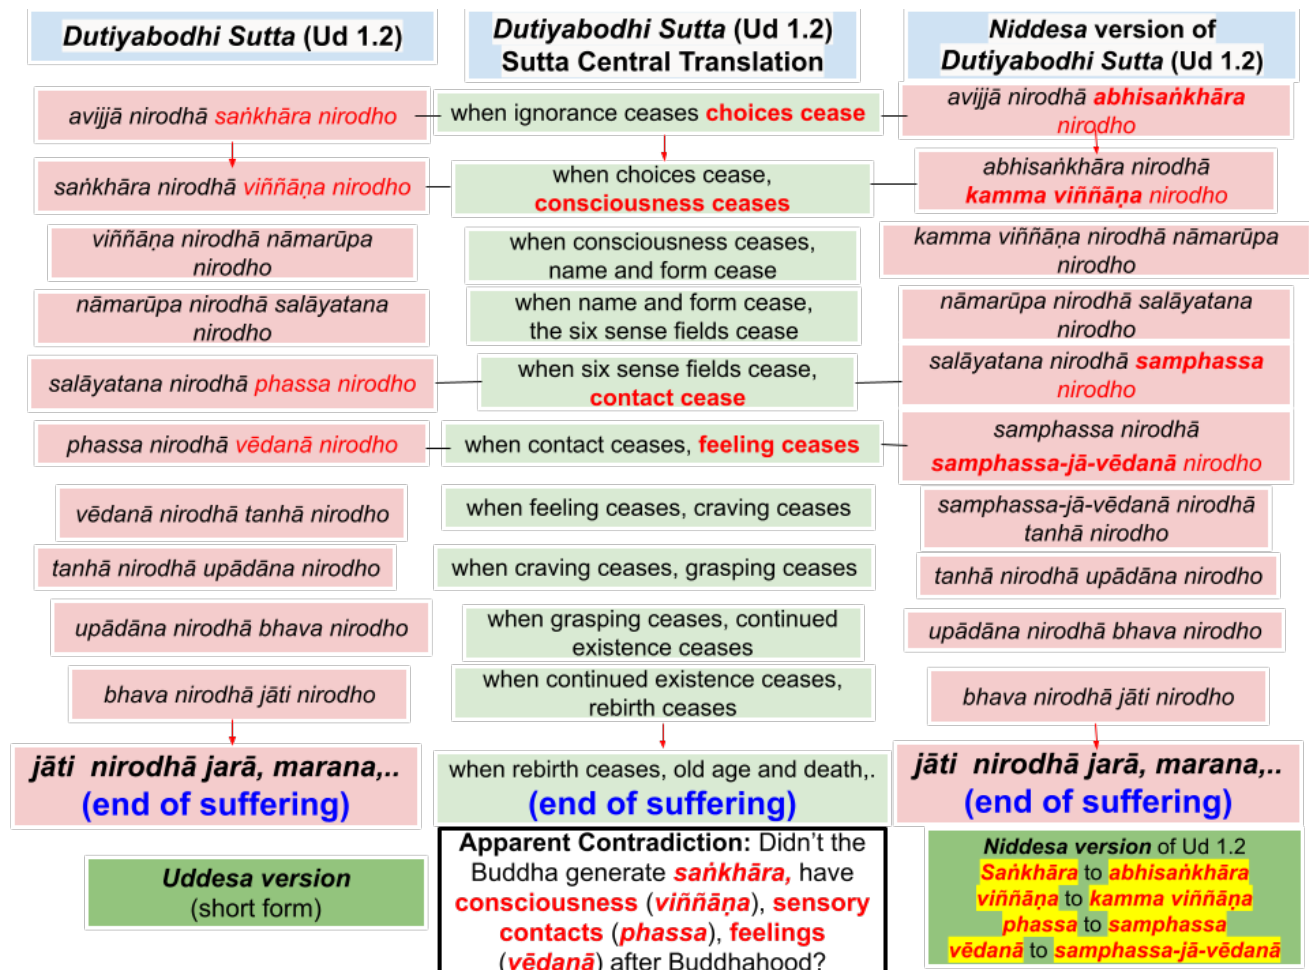 Dutiyabodhi Sutta (Ud 1.2)
avijjā nirodhā saṅkhāra nirodho
saṅkhāra nirodhā viññāṇa nirodho
viññāṇa nirodhā nāmarūpa
nirodho
nāmarūpa nirodhā salāyatana
nirodho
salāyatana nirodhā phassa nirodho
phassa nirodhā vēdanā nirodho
vēdanā nirodhā tanhā nirodho
tanhā nirodhā upādāna nirodho
upādāna nirodhā bhava nirodho
bhava nirodhā jāti nirodho
jāti nirodhā jarā, marana,..
(end of suffering)
Uddesa version
(short form)
Dutiyabodhi Sutta (Ud 1.2)
Sutta Central Translation
when ignorance ceases choices cease
when choices cease,
consciousness ceases
when consciousness ceases,
name and form cease
when name and form cease,
the six sense fields cease
when six sense fields cease,
contact cease
when contact ceases, feeling ceases
when feeling ceases, craving ceases
when craving ceases, grasping ceases
when grasping ceases, continued
existence ceases
when continued existence ceases,
rebirth ceases
when rebirth ceases, old age and death,.
(end of suffering)
Apparent Contradiction: Didn't the
Buddha generate saṅkhāra, have
consciousness (viññāṇa), sensory
contacts (phassa), feelings
(vēdanā) after Buddhahood?
Niddesa version of
Dutiyabodhi Sutta (Ud 1.2)
avijjā nirodhā abhisaṅkhāra
nirodho
abhisaṅkhāra nirodhā
kamma viññāṇa nirodho
kamma viññāṇa nirodhā nāmarūpa
nirodho
nāmarūpa nirodhā salāyatana
nirodho
salāyatana nirodhā samphassa
nirodho
samphassa nirodhā
samphassa-jā-vēdanā nirodho
samphassa-jā-vēdanā nirodhā
tanhā nirodho
tanhā nirodhā upādāna nirodho
upādāna nirodhā bhava nirodho
bhava nirodhā jāti nirodho
jāti nirodhā jarā, marana,..
(end of suffering)
Niddesa version of Ud 1.2
Saṅkhāra to abhisaṅkhāra
viññāṇa to kamma viññāṇa
phassa to samphassa
vēdanā to samphassa-jā-vēdanā